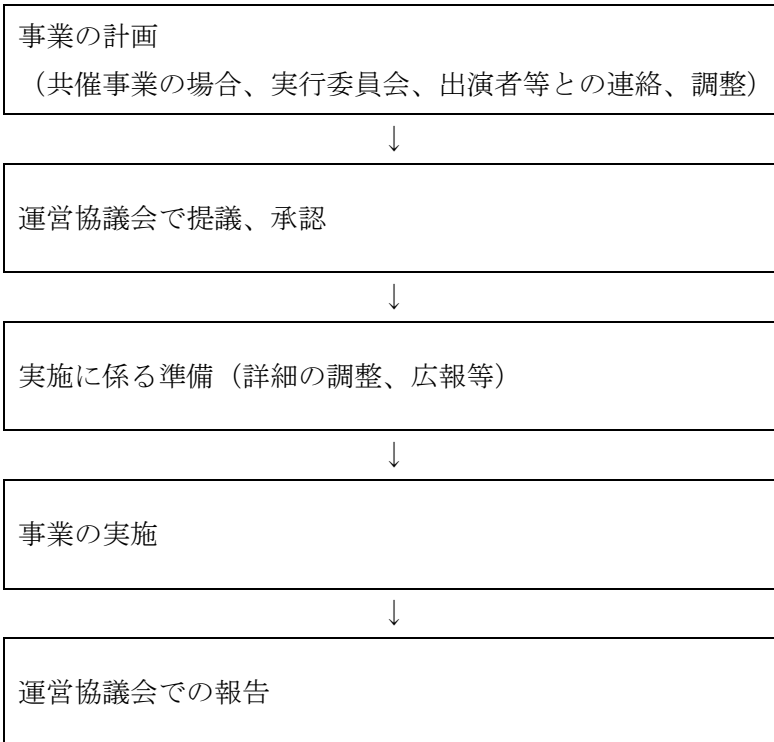 事業の計画
（共催事業の場合、実行委員会、出演者等との連絡、調整）
↓
運営協議会で提議、承認
↓
実施に係る準備（詳細の調整、広報等）
↓
事業の実施
↓
運営協議会での報告